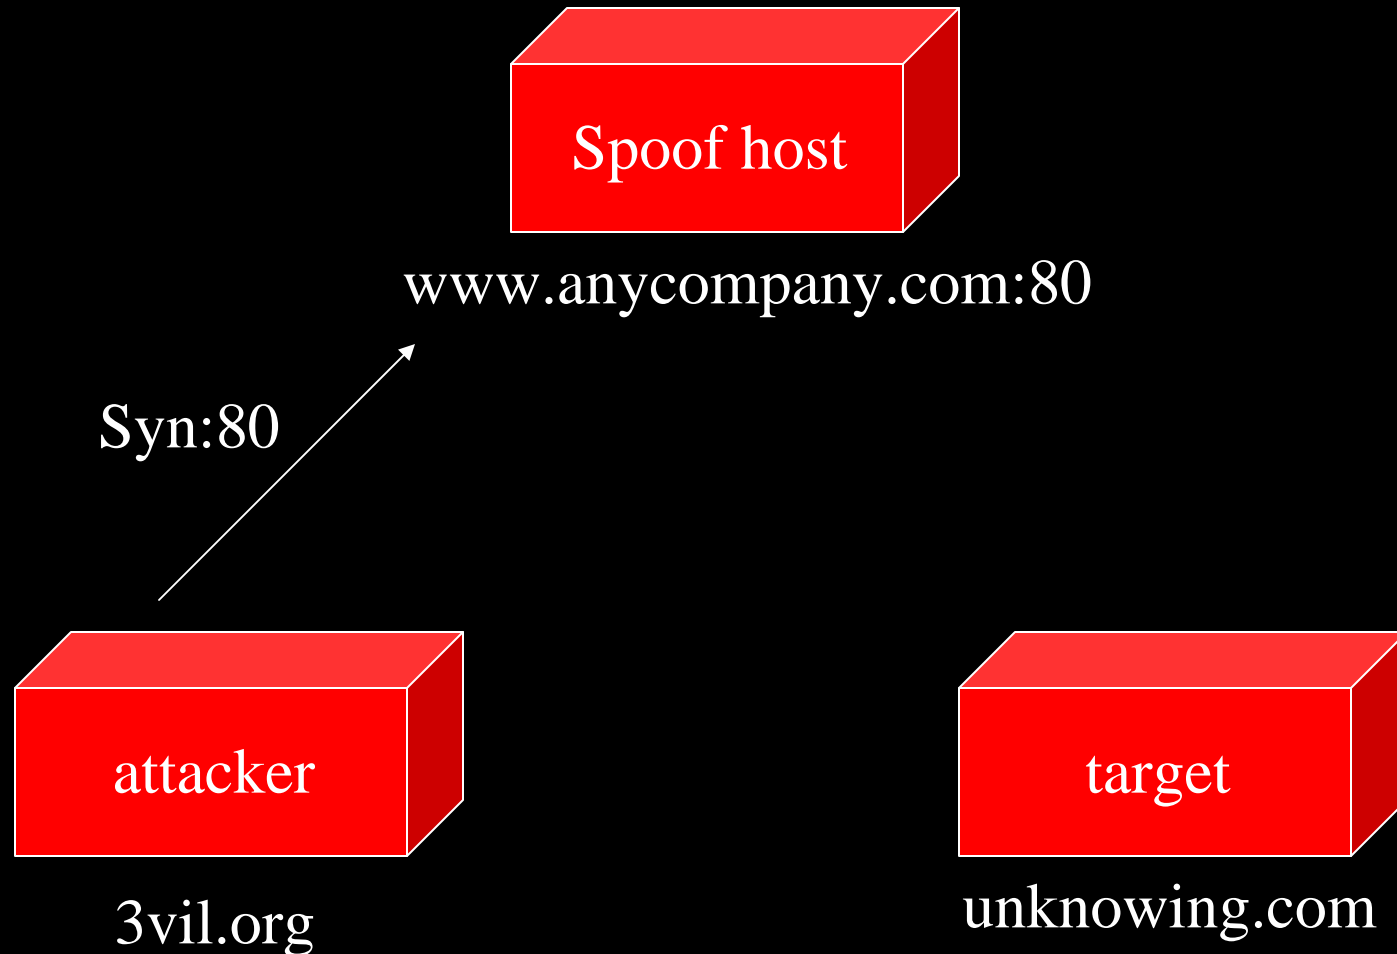 Spoof host
www.anycompany.com:80
Syn:80
attacker
target
3vil.org
unknowing.com